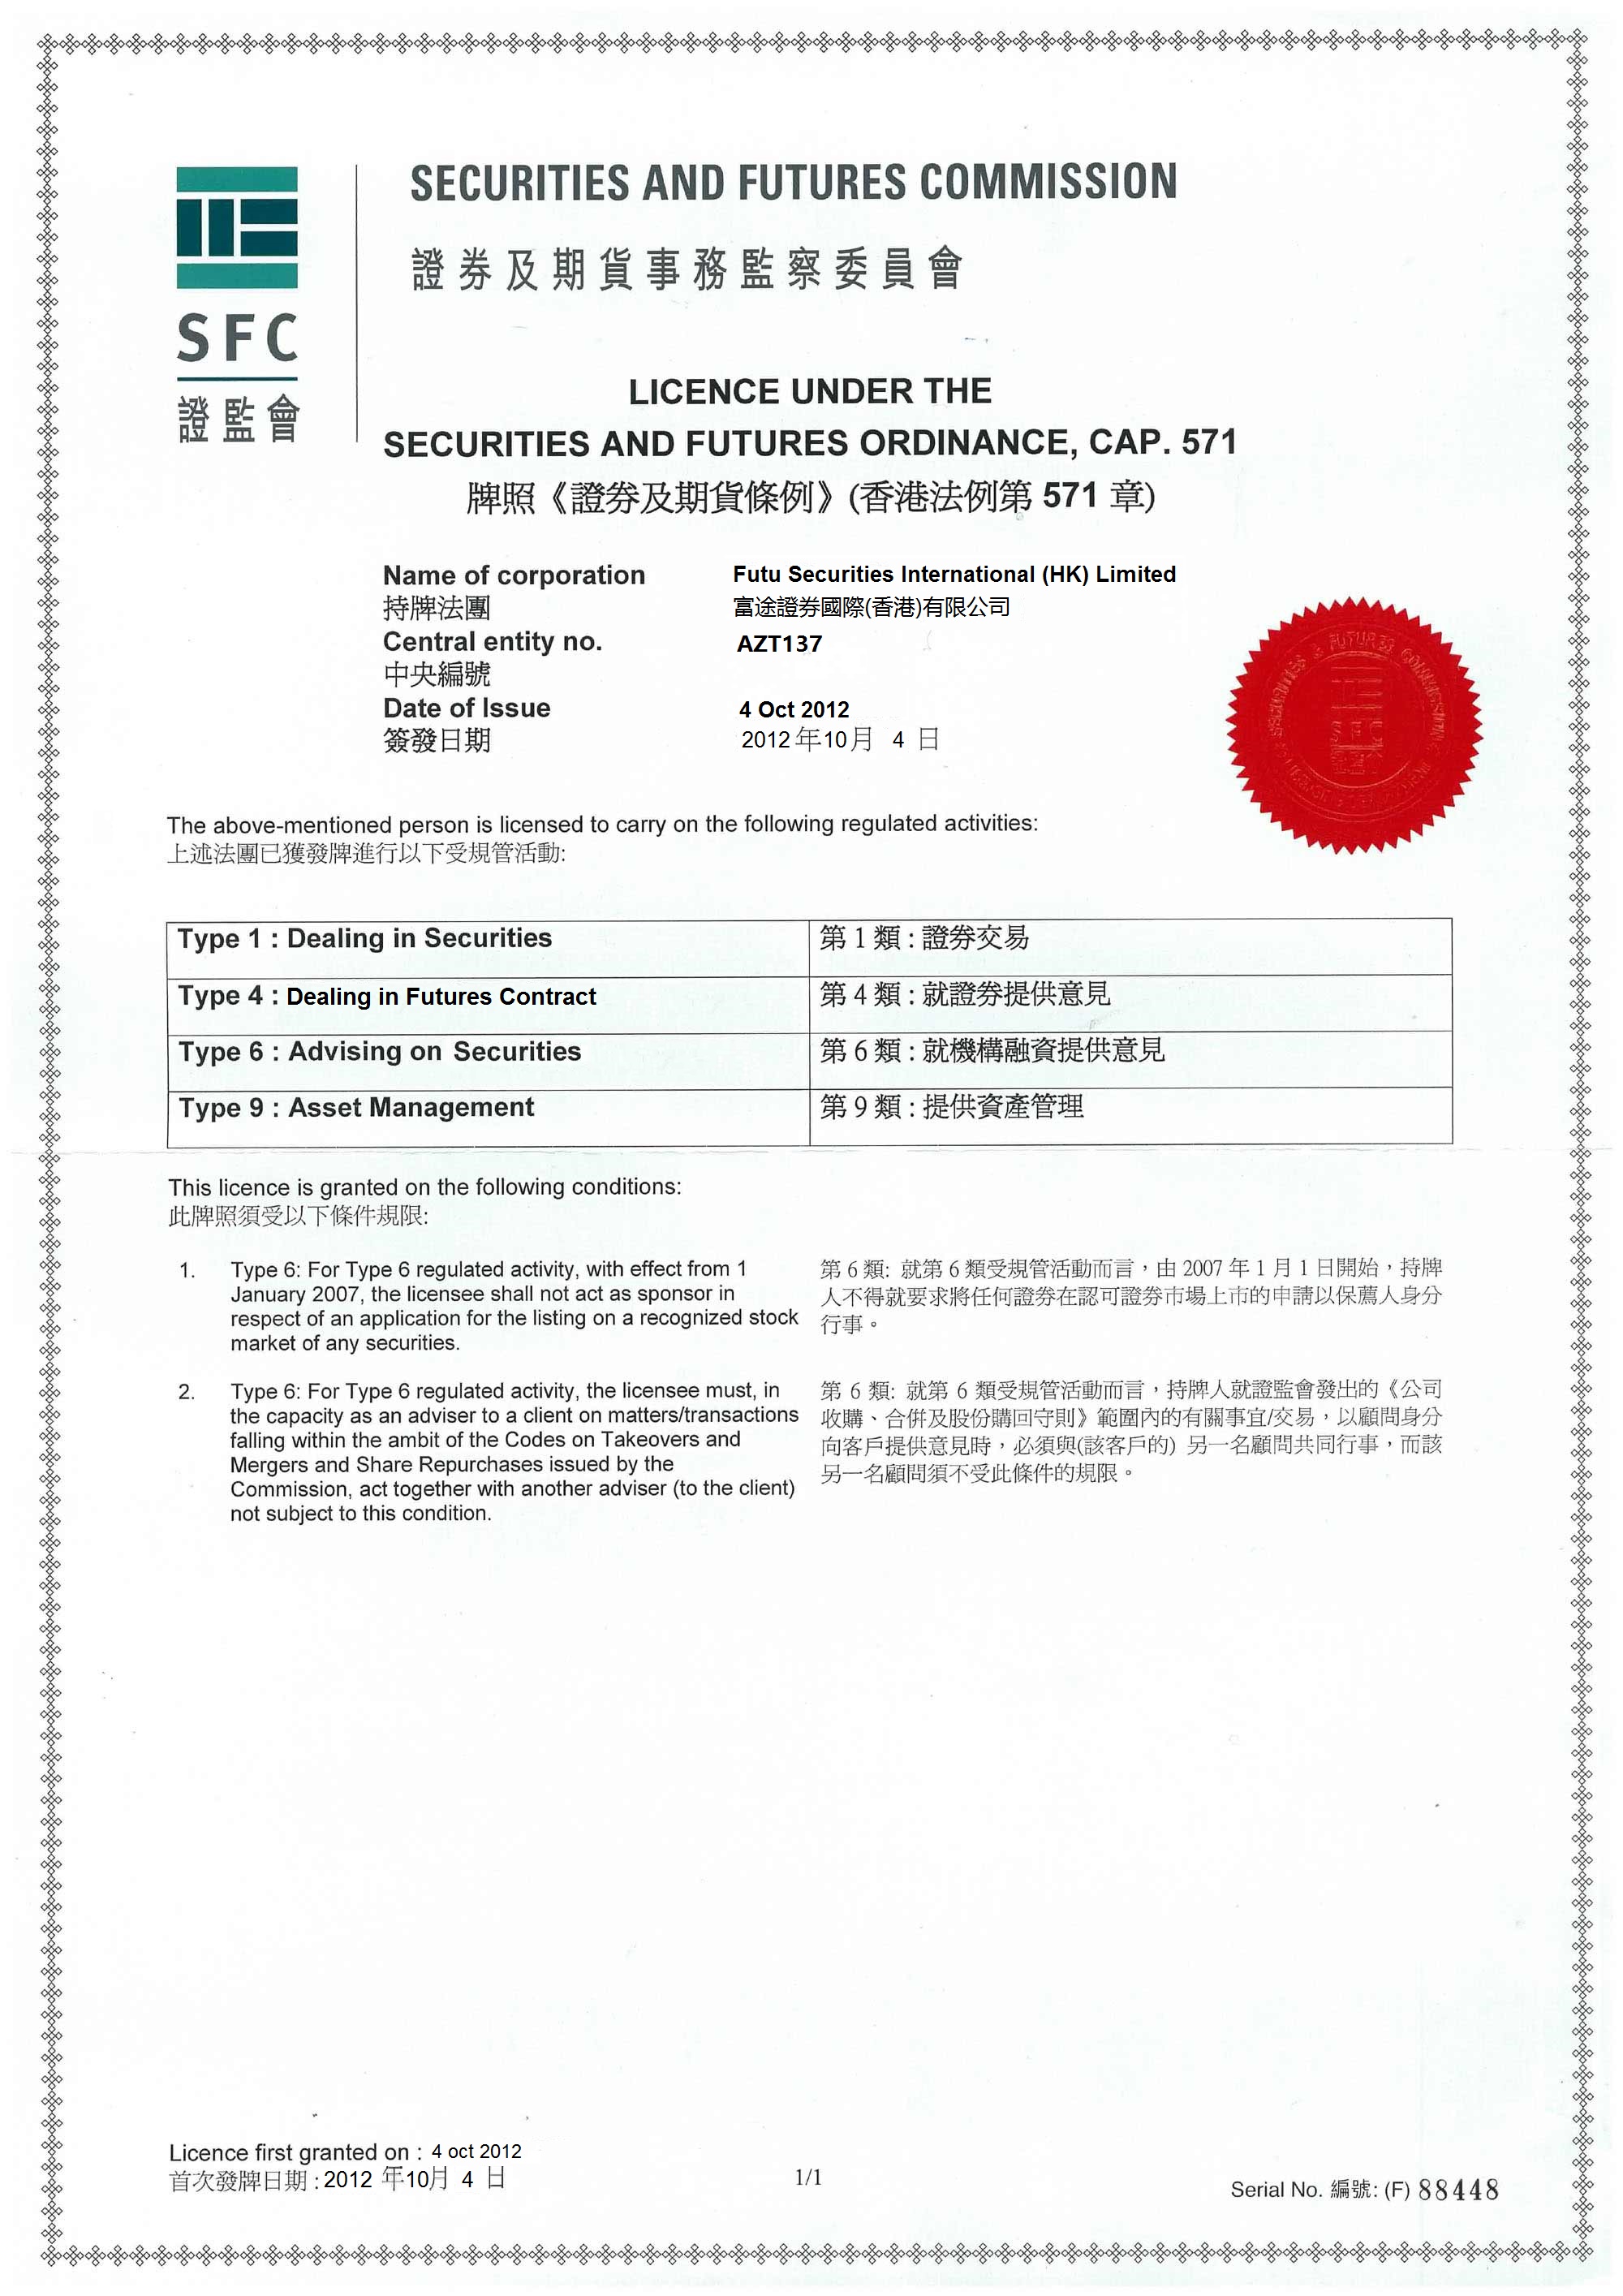 SECURITIES AND FUTURES COMMISSION
證券及期貨事務監察委員會
SFC
證監會
LICENCE UNDER THE
SECURITIES AND FUTURES ORDINANCE, CAP. 571
牌照《證券及期貨條例》(香港法例第 571 章)
Name of corporation Futu Securities International (HK) Limited
持牌法團 富途證券國際(香港)有限公司
Central entity no. AZT137
中央編號
Date of Issue 4 Oct 2012
簽發日期 2012年10月 4 日
The above-mentioned person is licensed to carry on the following regulated activities:
上述法團已獲發牌進行以下受規管活動:
Type 1 : Dealing in Securities 第 1 類 : 證券交易
Type 4 : Dealing in Futures Contract 第 4 類 : 就證券提供意見
Type 6 : Advising on Securities 第 6 類 : 就機構融資提供意見
Type 9 : Asset Management 第 9 類 : 提供資產管理
This licence is granted on the following conditions:
此牌照須受以下條件規限:
1. Type 6: For Type 6 regulated activity, with effect from 1
January 2007, the licensee shall not act as sponsor in
respect of an application for the listing on a recognized stock
market of any securities.
第 6 類: 就第 6 類受規管活動而言，由 2007 年 1 月 1 日開始，持牌
人不得就要求將任何證券在認可證券市場上市的申請以保薦人身分
行事。
2. Type 6: For Type 6 regulated activity, the licensee must, in
the capacity as an adviser to a client on matters/transactions
falling within the ambit of the Codes on Takeovers and
Mergers and Share Repurchases issued by the
Commission, act together with another adviser (to the client)
not subject to this condition.
第 6 類: 就第 6 類受規管活動而言，持牌人就證監會發出的《公司
收購、合併及股份購回守則》範圍內的有關事宜/交易，以顧問身分
向客戶提供意見時，必須與(該客戶的) 另一名顧問共同行事，而該
另一名顧問須不受此條件的規限。
Licence first granted on : 4 oct 2012
首次發牌日期 : 2012 年10月 4 日
1/1
Serial No. 編號: (F) 88448